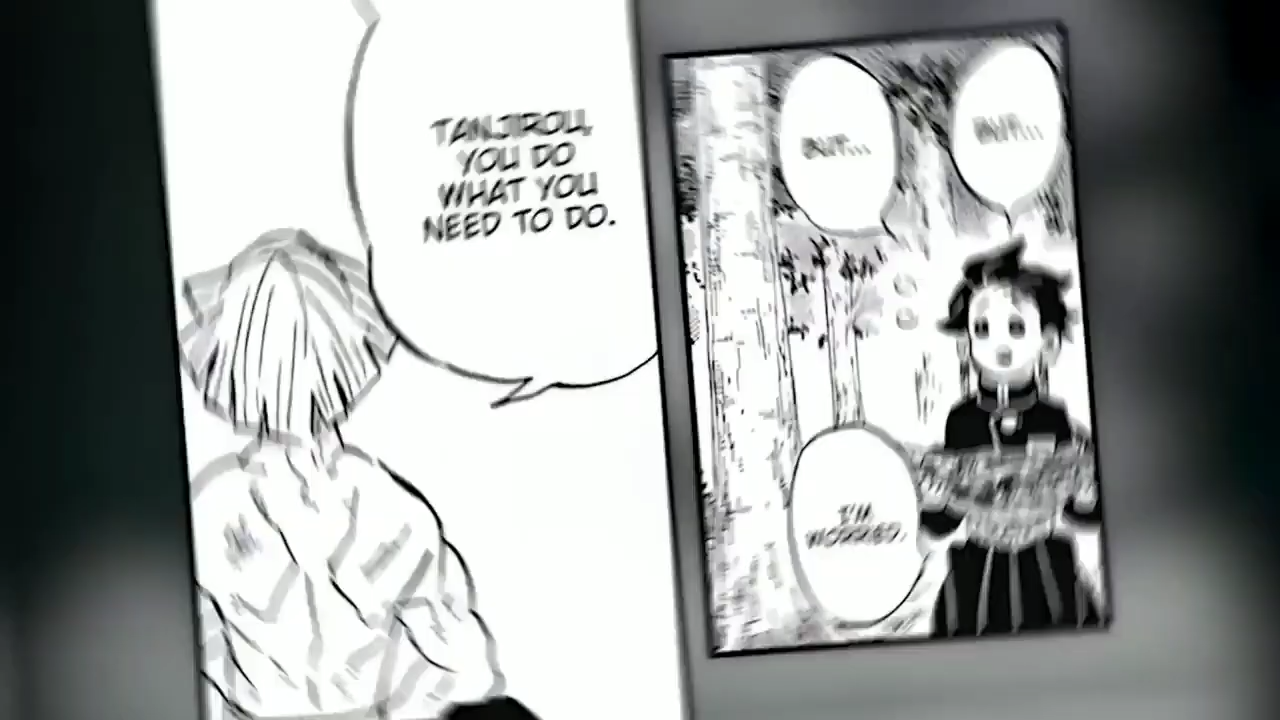 TANJIROU,
YOU DO
WHAT YOU
NEED TO DO.
BUT...
BUT...
I'M
WORRIED.